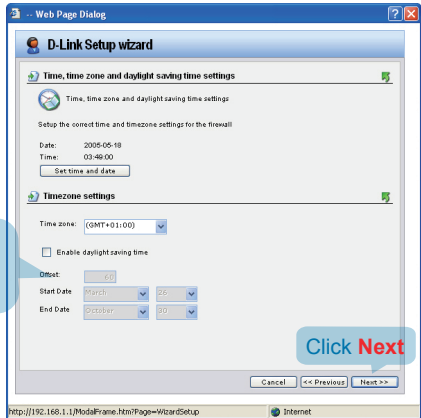 -- Web Page Dialog
D-Link Setup wizard
Time, time zone and daylight saving time settings
Time, time zone and daylight saving time settings
Setup the correct time and timezone settings for the firewall
Date: 2005-05-18
Time: 03:49:00
Set time and date
Timezone settings
Time zone: (GMT+01:00)
Enable daylight saving time
Offset: 60
Start Date March 26
End Date October 30
Click Next
Cancel << Previous Next >>
http://192.168.1.1/ModalFrame.htm?Page=WizardSetup Internet